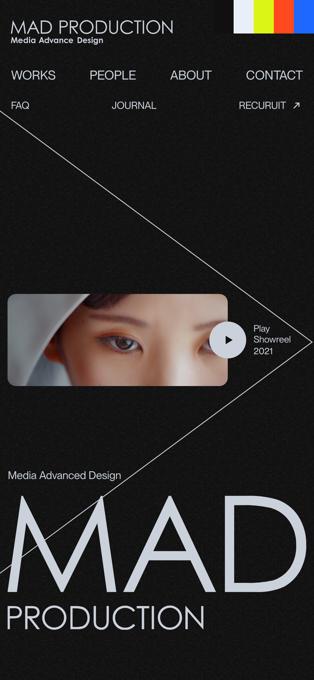 MAD PRODUCTION
Media Advance Design
WORKS PEOPLE ABOUT CONTACT
FAQ JOURNAL RECURUIT
Play
Showreel
2021
Media Advanced Design
MAD
PRODUCTION